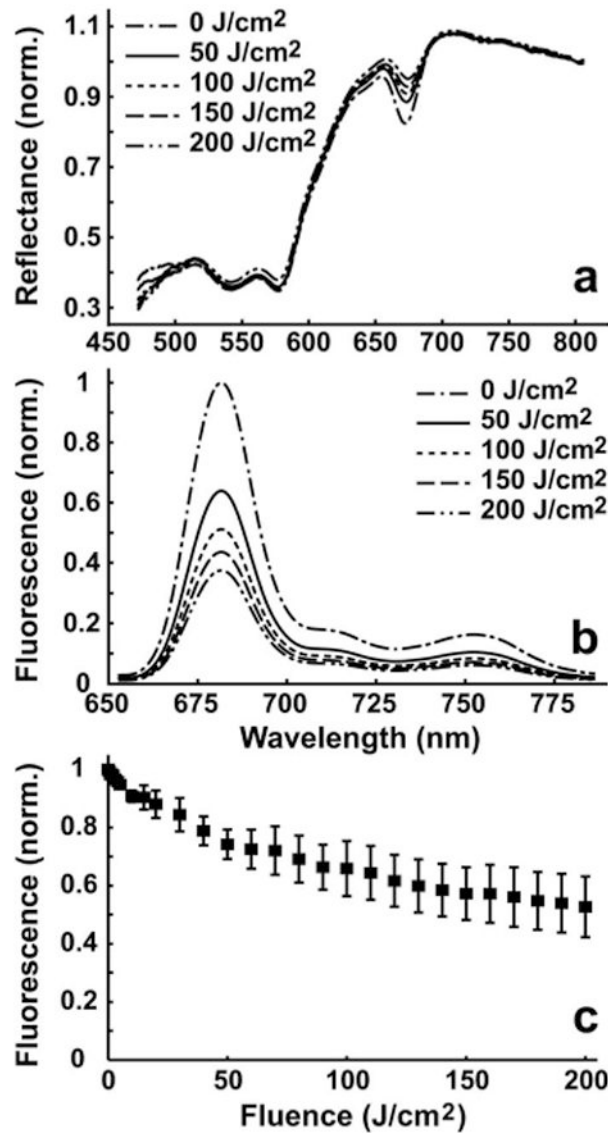 Reflectance (norm.)
1.1
0.9
0.7
0.5
0.4
0.3
0 J/cm²
50 J/cm²
100 J/cm²
150 J/cm²
200 J/cm²
a
450 500 550 600 650 700 750 800
Fluorescence (norm.)
1
0.8
0.6
0.4
0.2
0
0 J/cm²
50 J/cm²
100 J/cm²
150 J/cm²
200 J/cm²
b
650 675 700 725 750 775
Wavelength (nm)
Fluorescence (norm.)
1
0.8
0.6
0.4
0.2
0
c
0 50 100 150 200
Fluence (J/cm²)